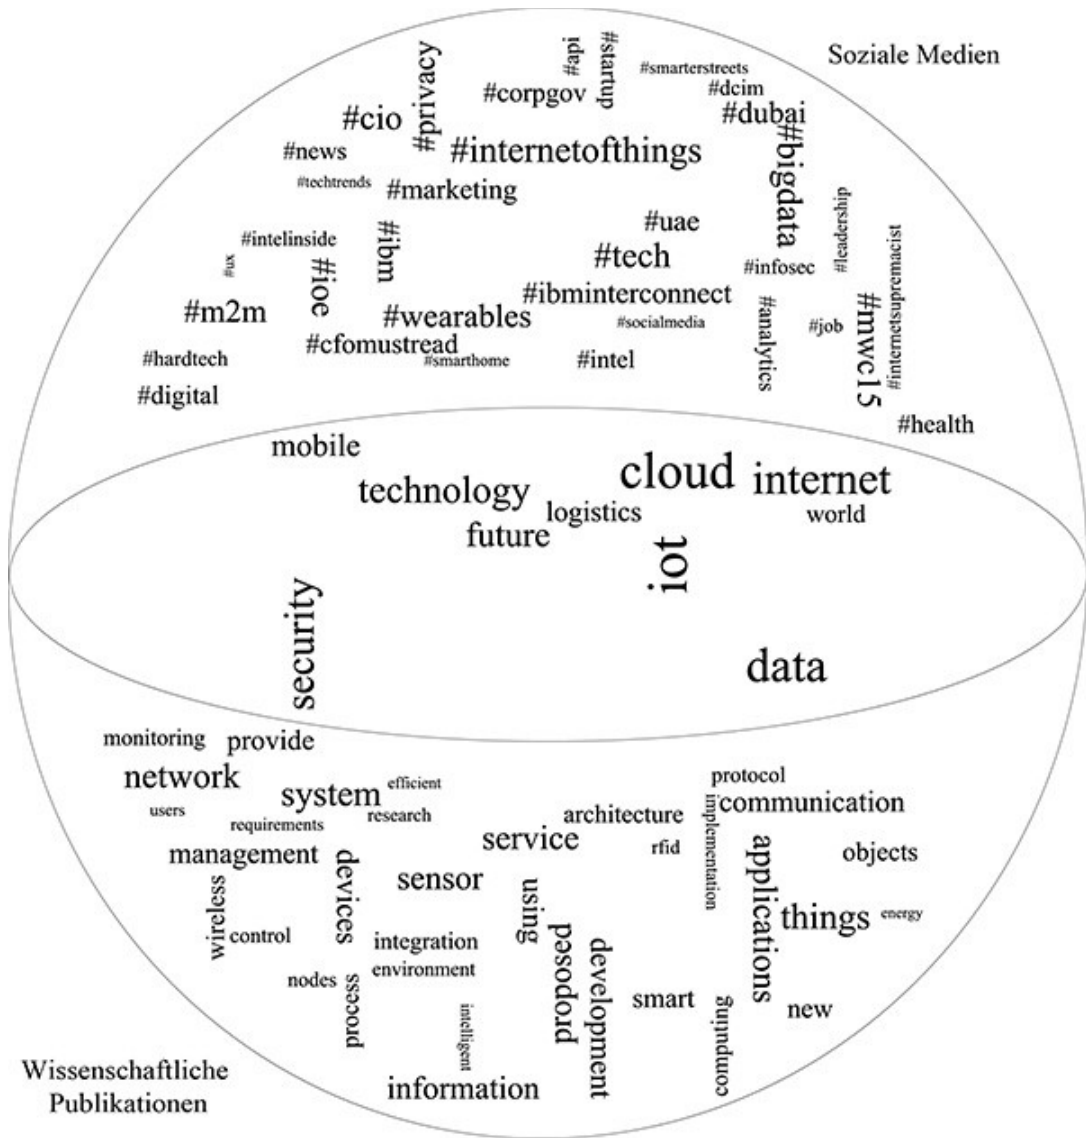 Soziale Medien
#privacy
#api
#startup
#smarterstreets
#dcim
#corpgov
#dubai
#cio
#news
#internetofthings
#bigdata
#techtrends
#marketing
#leadership
#uae
#intelinside
#ibm
#ux
#ioe
#tech
#infosec
#internetsupremacist
#ibminterconnect
#m2m
#wearables
#socialmedia
#analytics
#job
#mwc15
#cfomustread
#hardtech
#smarthome
#intel
#digital
#health
mobile
cloud
internet
technology
logistics
world
future
iot
security
data
monitoring
provide
network
protocol
system
efficient
communication
users
research
architecture
implementation
requirements
service
rfid
management
devices
applications
objects
sensor
wireless
using
things
energy
control
integration
proposed
development
environment
nodes
process
smart
computing
new
intelligent
information
Wissenschaftliche
Publikationen